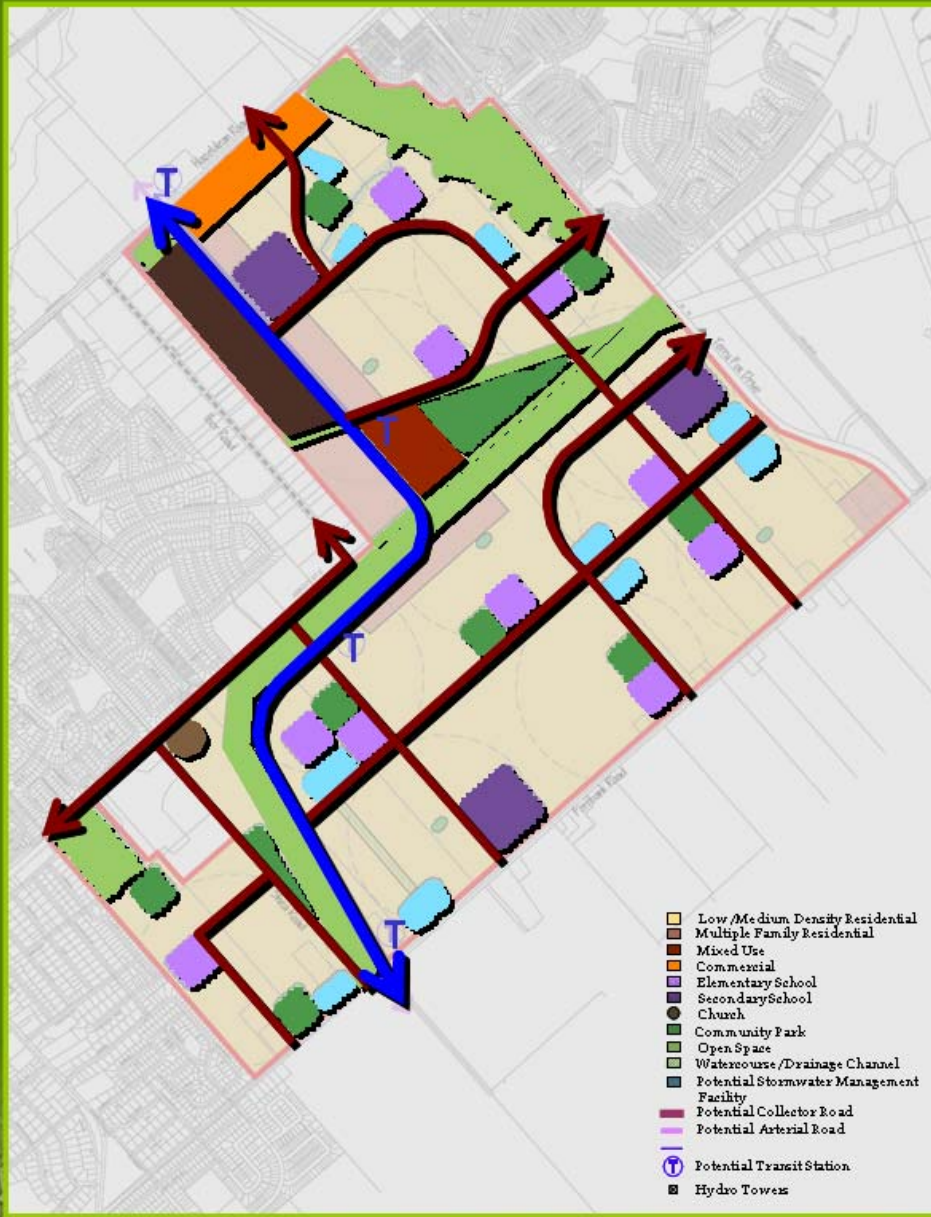 T
T
T
T
Low/Medium Density Residential
Multiple Family Residential
Mixed Use
Commercial
Elementary School
Secondary School
Church
Community Park
Open Space
Watercourse/Drainage Channel
Potential Stormwater Management
Facility
Potential Collector Road
Potential Arterial Road
T Potential Transit Station
Hydro Towers